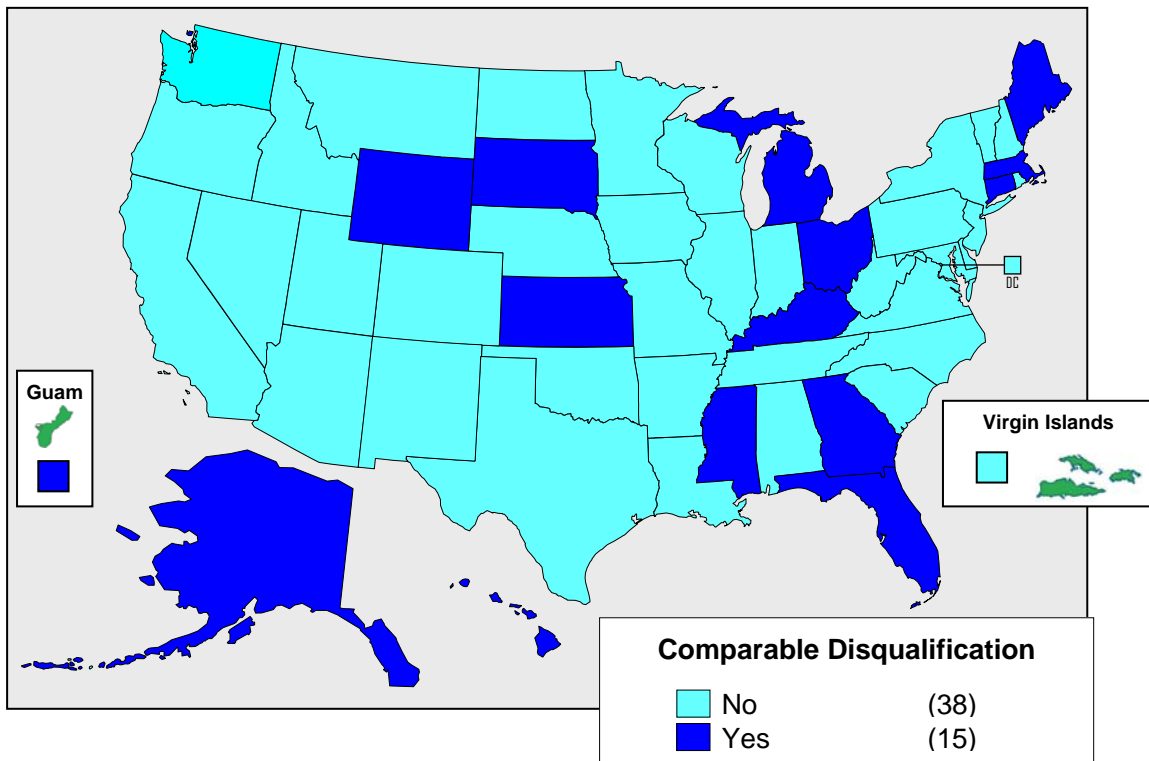 DC
Guam
Virgin Islands
Comparable Disqualification
No (38)
Yes (15)